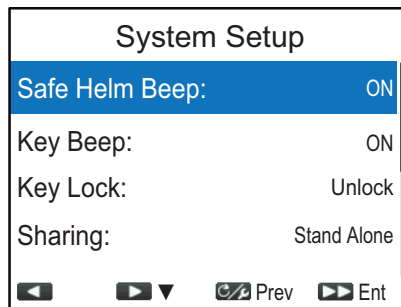 System Setup
Safe Helm Beep: ON
Key Beep: ON
Key Lock: Unlock
Sharing: Stand Alone
◀ ▶ ▼ Prev ▶▶ Ent